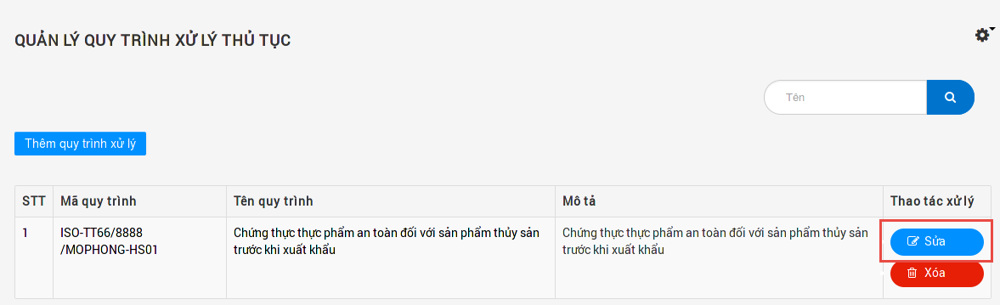 QUẢN LÝ QUY TRÌNH XỬ LÝ THỦ TỤC
Tên
Thêm quy trình xử lý
STT Mã quy trình Tên quy trình Mô tả Thao tác xử lý
1 ISO-TT66/8888 Chứng thực thực phẩm an toàn đối với sản phẩm thủy sản Chứng thực thực phẩm an toàn đối với sản phẩm thủy sản Sửa
/MOPHONG-HS01 trước khi xuất khẩu trước khi xuất khẩu
Xóa